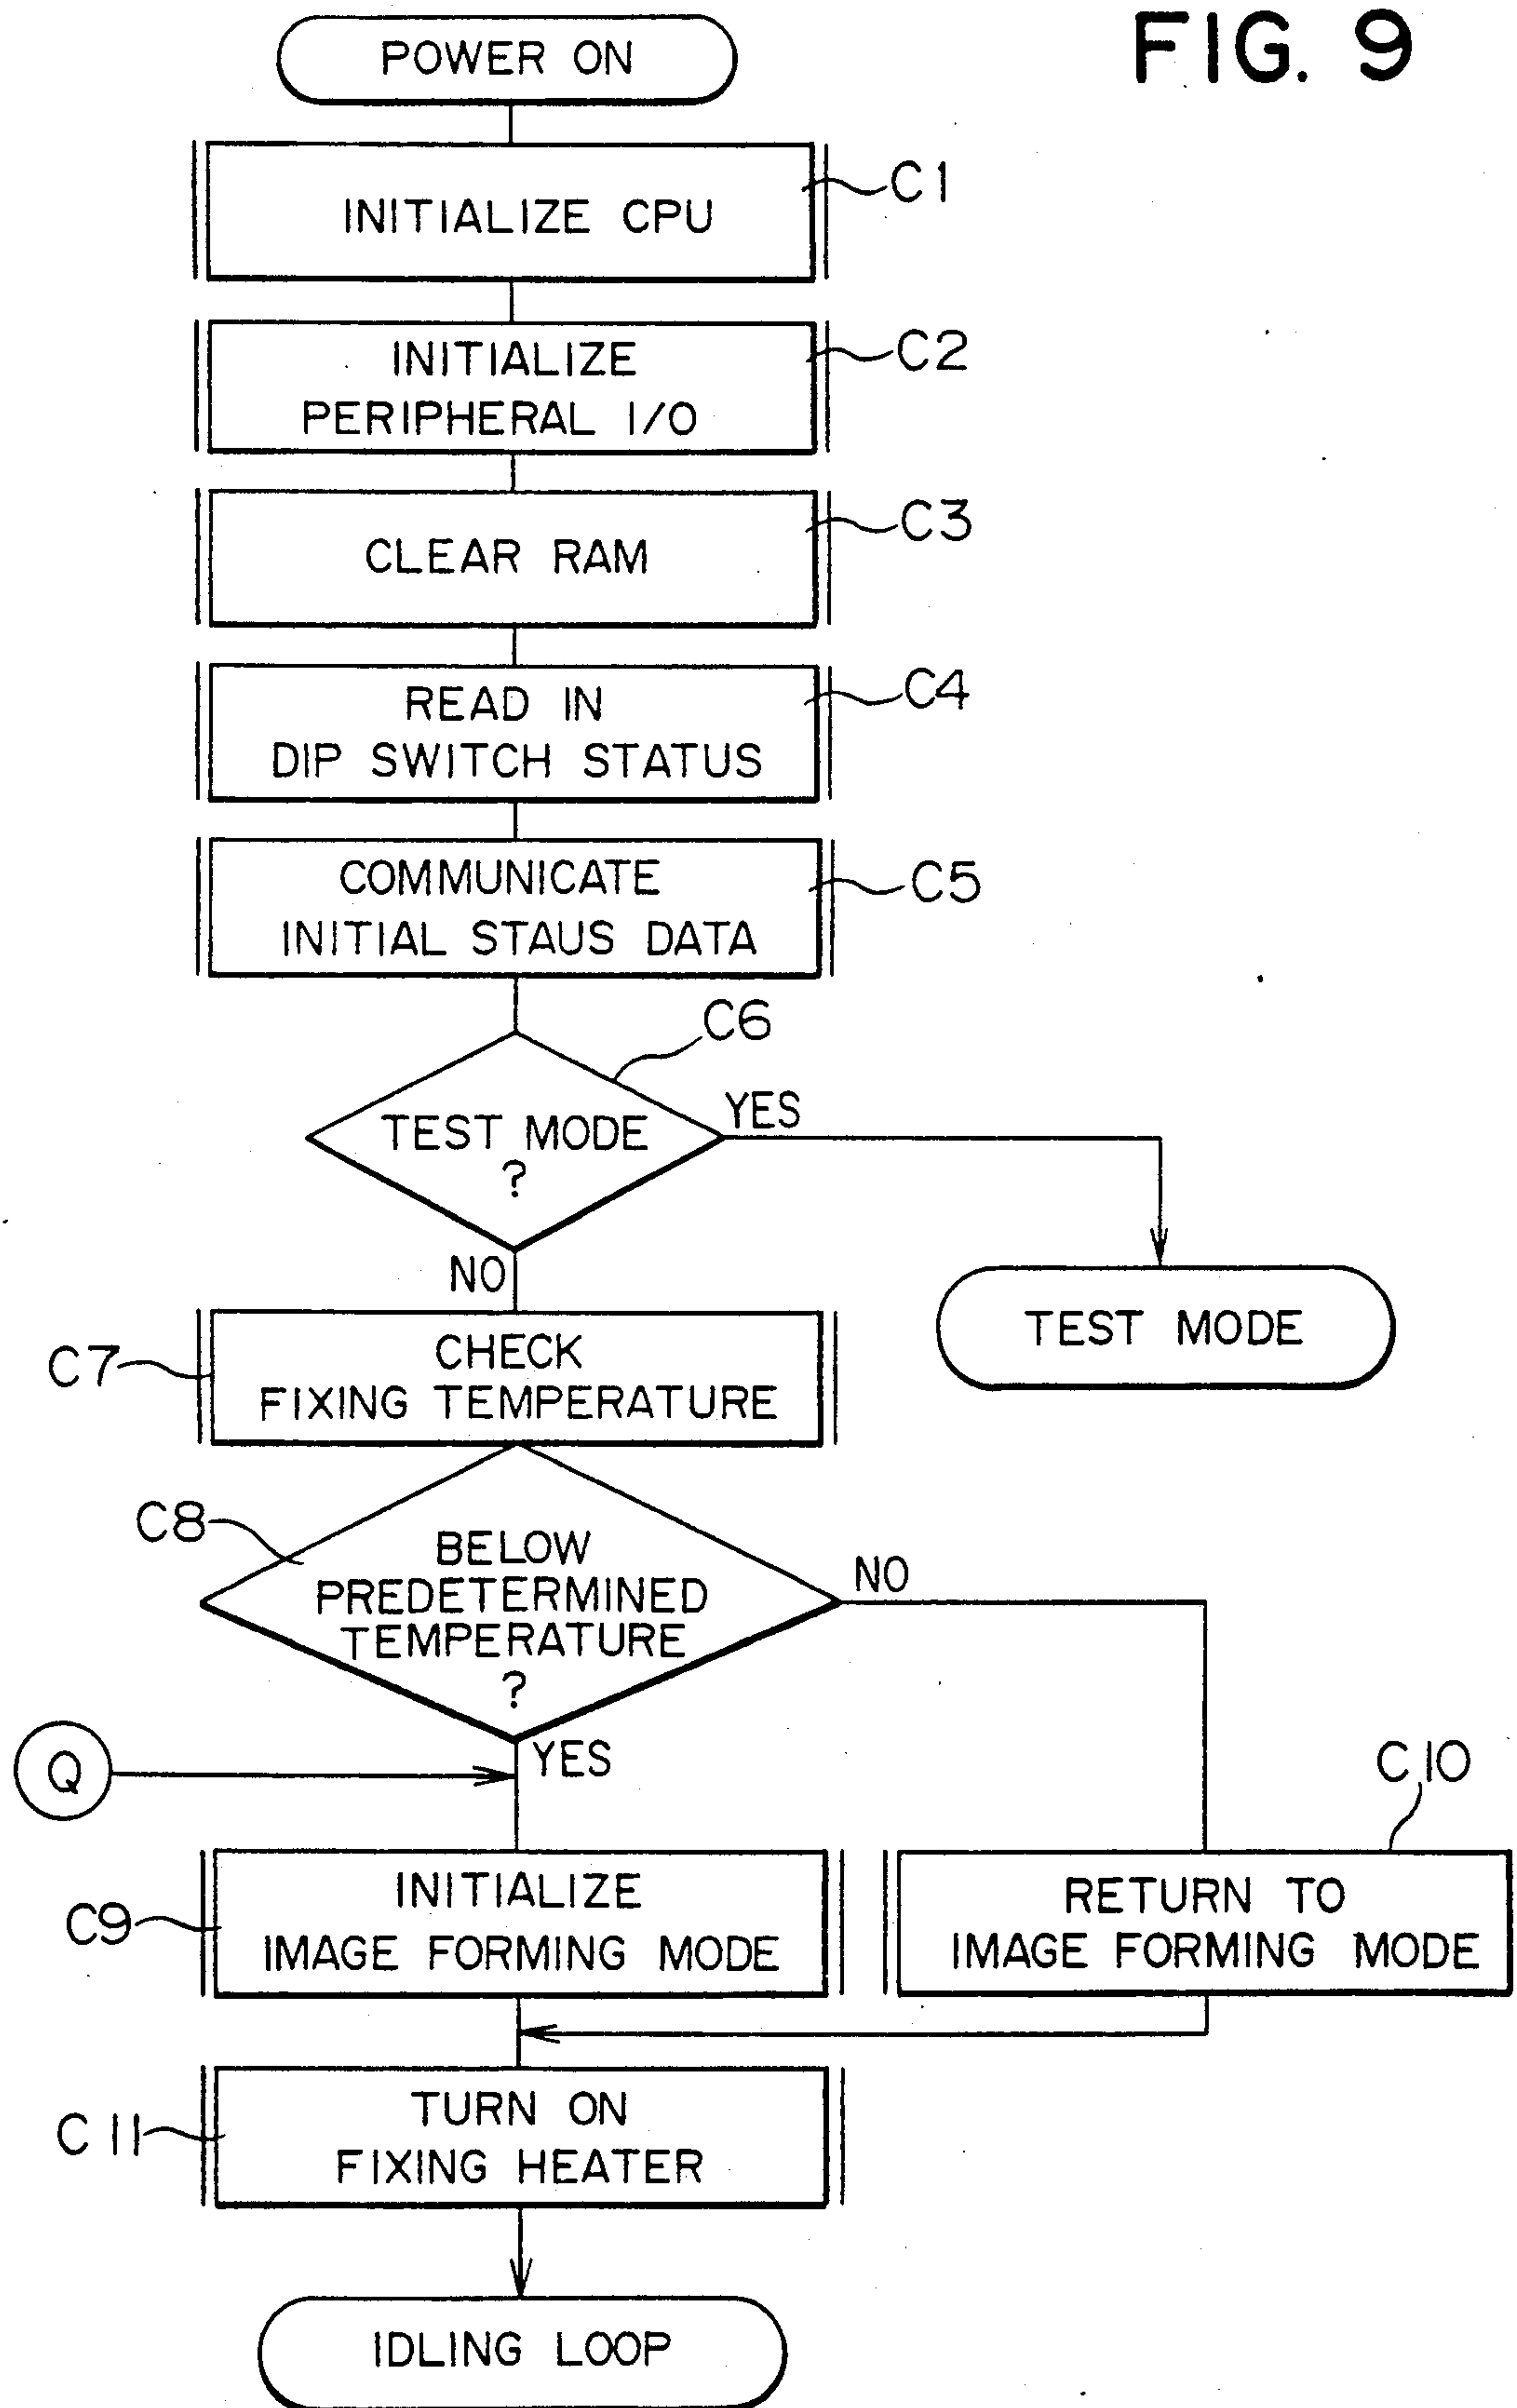 FIG. 9
POWER ON
INITIALIZE CPU
C1
INITIALIZE
PERIPHERAL I/O
C2
CLEAR RAM
C3
READ IN
DIP SWITCH STATUS
C4
COMMUNICATE
INITIAL STAUS DATA
C5
C6
TEST MODE
?
YES
NO
TEST MODE
C7
CHECK
FIXING TEMPERATURE
C8
BELOW
PREDETERMINED
TEMPERATURE
?
NO
YES
Q
C9
INITIALIZE
IMAGE FORMING MODE
C10
RETURN TO
IMAGE FORMING MODE
C11
TURN ON
FIXING HEATER
IDLING LOOP